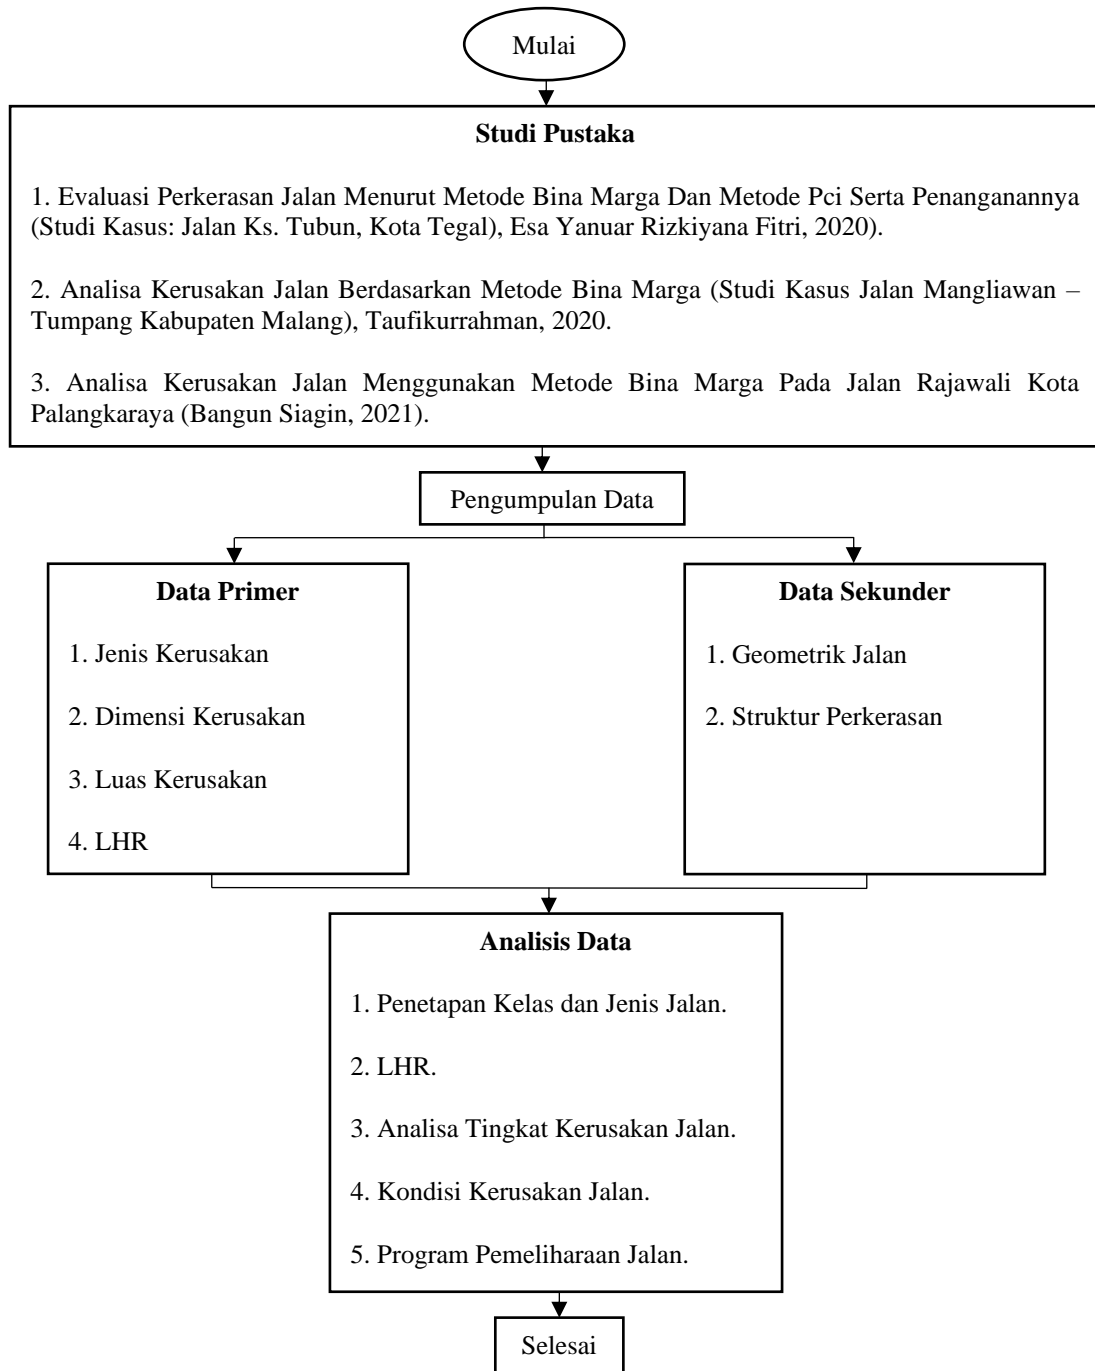 Mulai
Studi Pustaka
1. Evaluasi Perkerasan Jalan Menurut Metode Bina Marga Dan Metode Pci Serta Penanganannya
(Studi Kasus: Jalan Ks. Tubun, Kota Tegal), Esa Yanuar Rizkiyana Fitri, 2020).
2. Analisa Kerusakan Jalan Berdasarkan Metode Bina Marga (Studi Kasus Jalan Mangliawan –
Tumpang Kabupaten Malang), Taufikurrahman, 2020.
3. Analisa Kerusakan Jalan Menggunakan Metode Bina Marga Pada Jalan Rajawali Kota
Palangkaraya (Bangun Siagin, 2021).
Pengumpulan Data
Data Primer
1. Jenis Kerusakan
2. Dimensi Kerusakan
3. Luas Kerusakan
4. LHR
Data Sekunder
1. Geometrik Jalan
2. Struktur Perkerasan
Analisis Data
1. Penetapan Kelas dan Jenis Jalan.
2. LHR.
3. Analisa Tingkat Kerusakan Jalan.
4. Kondisi Kerusakan Jalan.
5. Program Pemeliharaan Jalan.
Selesai